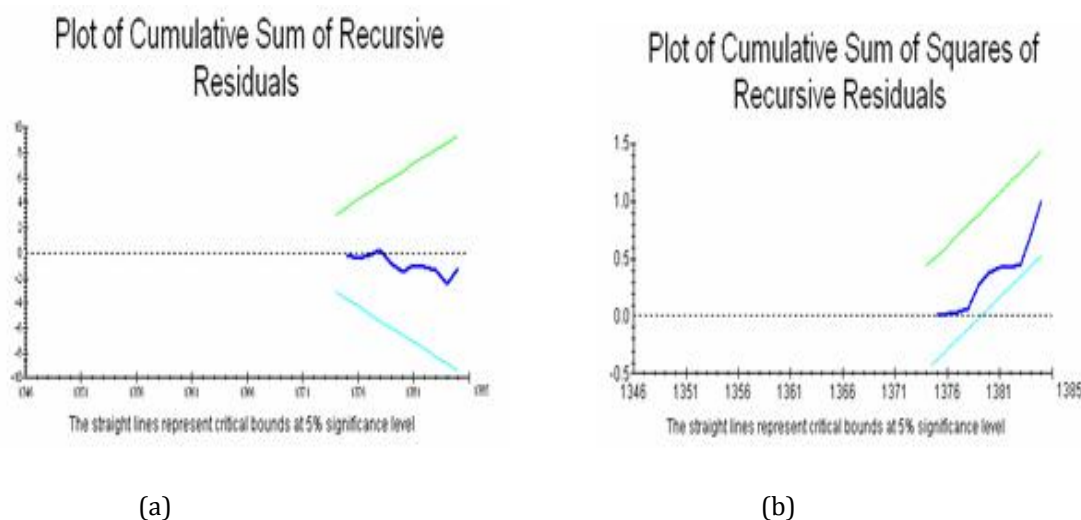 Plot of Cumulative Sum of Recursive
Residuals
The straight lines represent critical bounds at 5% significance level
(a)
Plot of Cumulative Sum of Squares of
Recursive Residuals
1.5
1.0
0.5
0.0
-0.5
1346 1351 1356 1361 1366 1371 1376 1381 1385
The straight lines represent critical bounds at 5% significance level
(b)